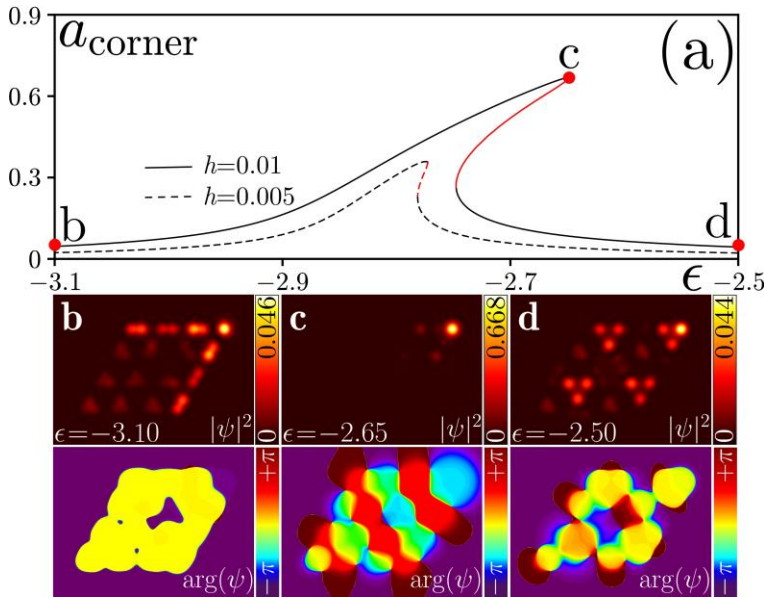 0.9
a_corner
(a)
c
0.6
h=0.01
0.3
h=0.005
b
d
0
−3.1
−2.9
−2.7
ϵ
−2.5
b
0.046
c
0.668
d
0.044
ϵ=−3.10
|ψ|²
0
ϵ=−2.65
|ψ|²
0
ϵ=−2.50
|ψ|²
0
+π
+π
+π
arg(ψ)
−π
arg(ψ)
−π
arg(ψ)
−π